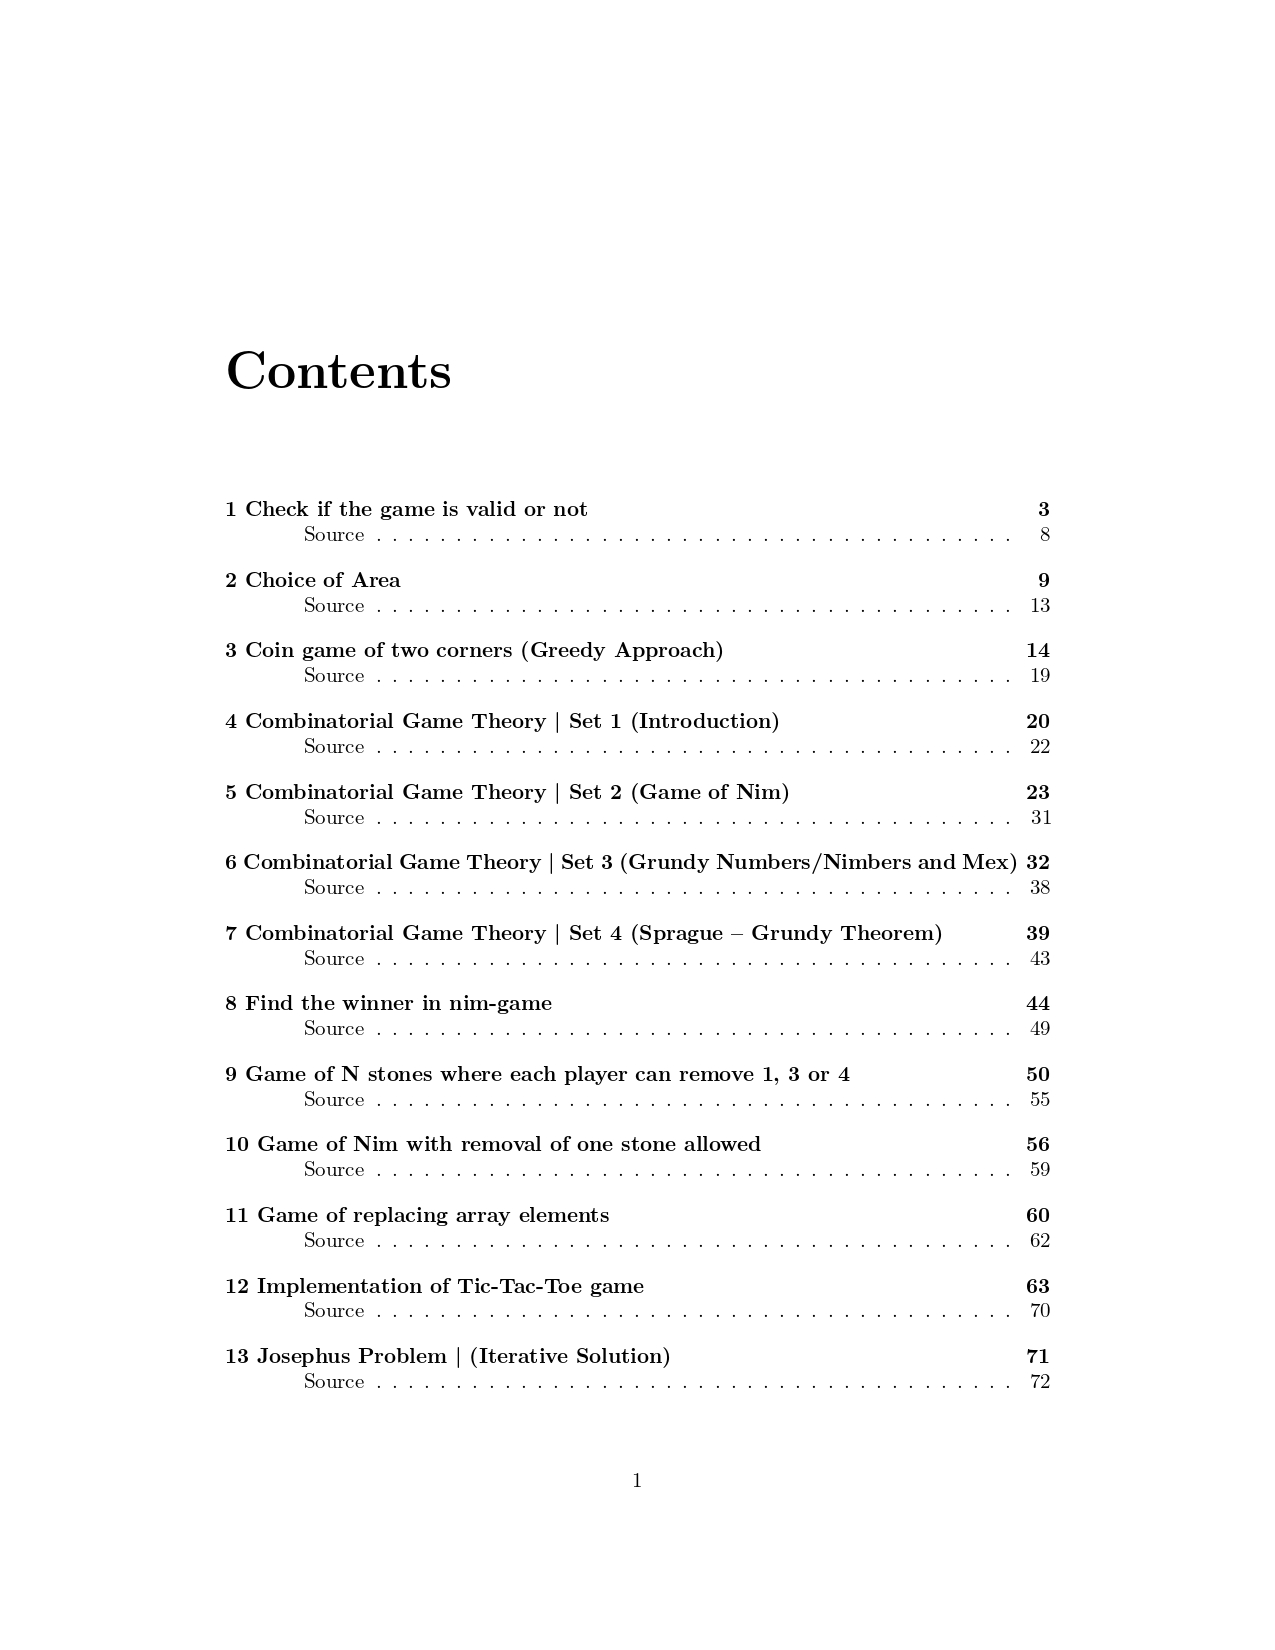 Contents
1 Check if the game is valid or not 3
Source . . . . . . . . . . . . . . . . . . . . . . . . . . . . . . . . . . . . . . . . 8
2 Choice of Area 9
Source . . . . . . . . . . . . . . . . . . . . . . . . . . . . . . . . . . . . . . . . 13
3 Coin game of two corners (Greedy Approach) 14
Source . . . . . . . . . . . . . . . . . . . . . . . . . . . . . . . . . . . . . . . . 19
4 Combinatorial Game Theory | Set 1 (Introduction) 20
Source . . . . . . . . . . . . . . . . . . . . . . . . . . . . . . . . . . . . . . . . 22
5 Combinatorial Game Theory | Set 2 (Game of Nim) 23
Source . . . . . . . . . . . . . . . . . . . . . . . . . . . . . . . . . . . . . . . . 31
6 Combinatorial Game Theory | Set 3 (Grundy Numbers/Nimbers and Mex) 32
Source . . . . . . . . . . . . . . . . . . . . . . . . . . . . . . . . . . . . . . . . 38
7 Combinatorial Game Theory | Set 4 (Sprague – Grundy Theorem) 39
Source . . . . . . . . . . . . . . . . . . . . . . . . . . . . . . . . . . . . . . . . 43
8 Find the winner in nim-game 44
Source . . . . . . . . . . . . . . . . . . . . . . . . . . . . . . . . . . . . . . . . 49
9 Game of N stones where each player can remove 1, 3 or 4 50
Source . . . . . . . . . . . . . . . . . . . . . . . . . . . . . . . . . . . . . . . . 55
10 Game of Nim with removal of one stone allowed 56
Source . . . . . . . . . . . . . . . . . . . . . . . . . . . . . . . . . . . . . . . . 59
11 Game of replacing array elements 60
Source . . . . . . . . . . . . . . . . . . . . . . . . . . . . . . . . . . . . . . . . 62
12 Implementation of Tic-Tac-Toe game 63
Source . . . . . . . . . . . . . . . . . . . . . . . . . . . . . . . . . . . . . . . . 70
13 Josephus Problem | (Iterative Solution) 71
Source . . . . . . . . . . . . . . . . . . . . . . . . . . . . . . . . . . . . . . . . 72
1